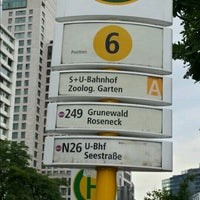 Position
6
S+U-Bahnhof
Zoolog. Garten
A
249 Grunewald
Roseneck
N26 U-Bhf
Seestraße
H